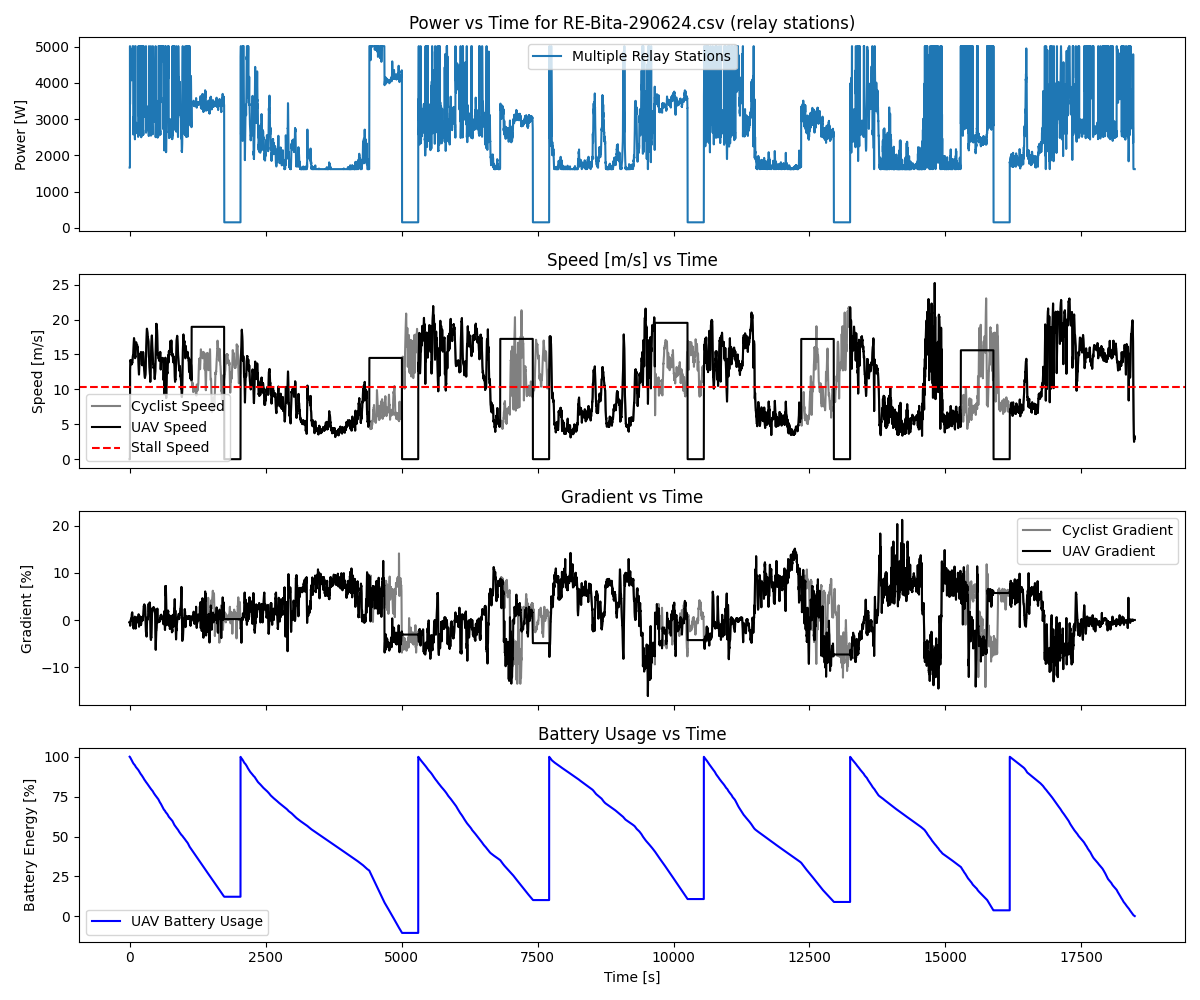 Power vs Time for RE-Bita-290624.csv (relay stations)
5000
4000
3000
2000
1000
0
Power [W]
Multiple Relay Stations
Speed [m/s] vs Time
25
20
15
10
5
0
Speed [m/s]
Cyclist Speed
UAV Speed
Stall Speed
Gradient vs Time
20
10
0
−10
Gradient [%]
Cyclist Gradient
UAV Gradient
Battery Usage vs Time
100
75
50
25
0
Battery Energy [%]
UAV Battery Usage
0 2500 5000 7500 10000 12500 15000 17500
Time [s]